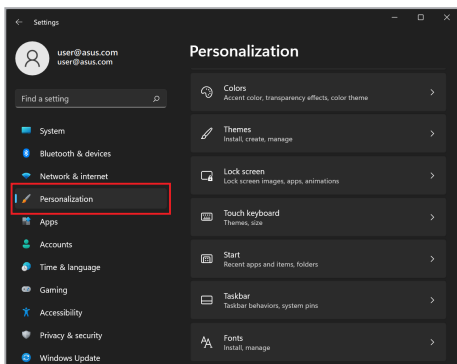 Settings
user@asus.com
user@asus.com
Find a setting
System
Bluetooth & devices
Network & internet
Personalization
Apps
Accounts
Time & language
Gaming
Accessibility
Privacy & security
Windows Update
Personalization
Colors
Accent color, transparency effects, color theme
Themes
Install, create, manage
Lock screen
Lock screen images, apps, animations
Touch keyboard
Themes, size
Start
Recent apps and items, folders
Taskbar
Taskbar behaviors, system pins
Fonts
Install, manage